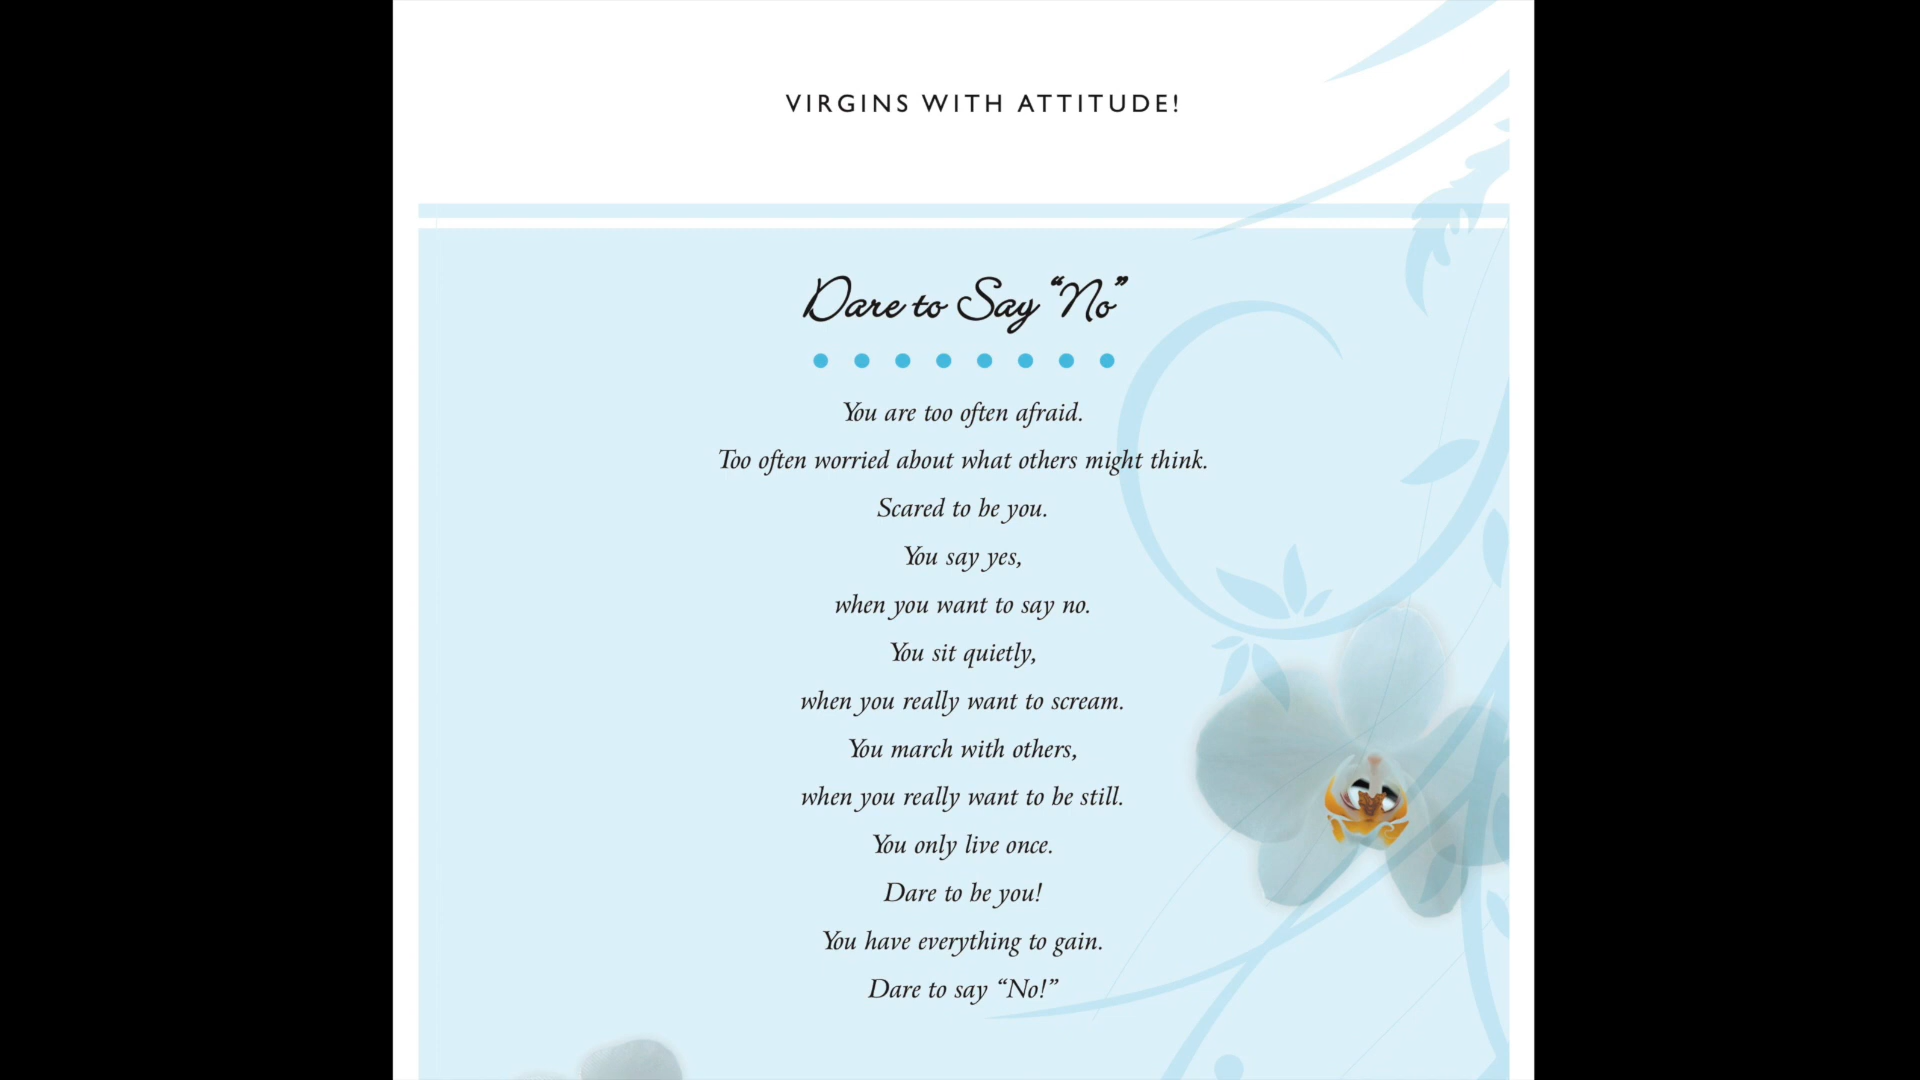 VIRGINS WITH ATTITUDE!
Dare to Say “No”
You are too often afraid.
Too often worried about what others might think.
Scared to be you.
You say yes,
when you want to say no.
You sit quietly,
when you really want to scream.
You march with others,
when you really want to be still.
You only live once.
Dare to be you!
You have everything to gain.
Dare to say “No!”